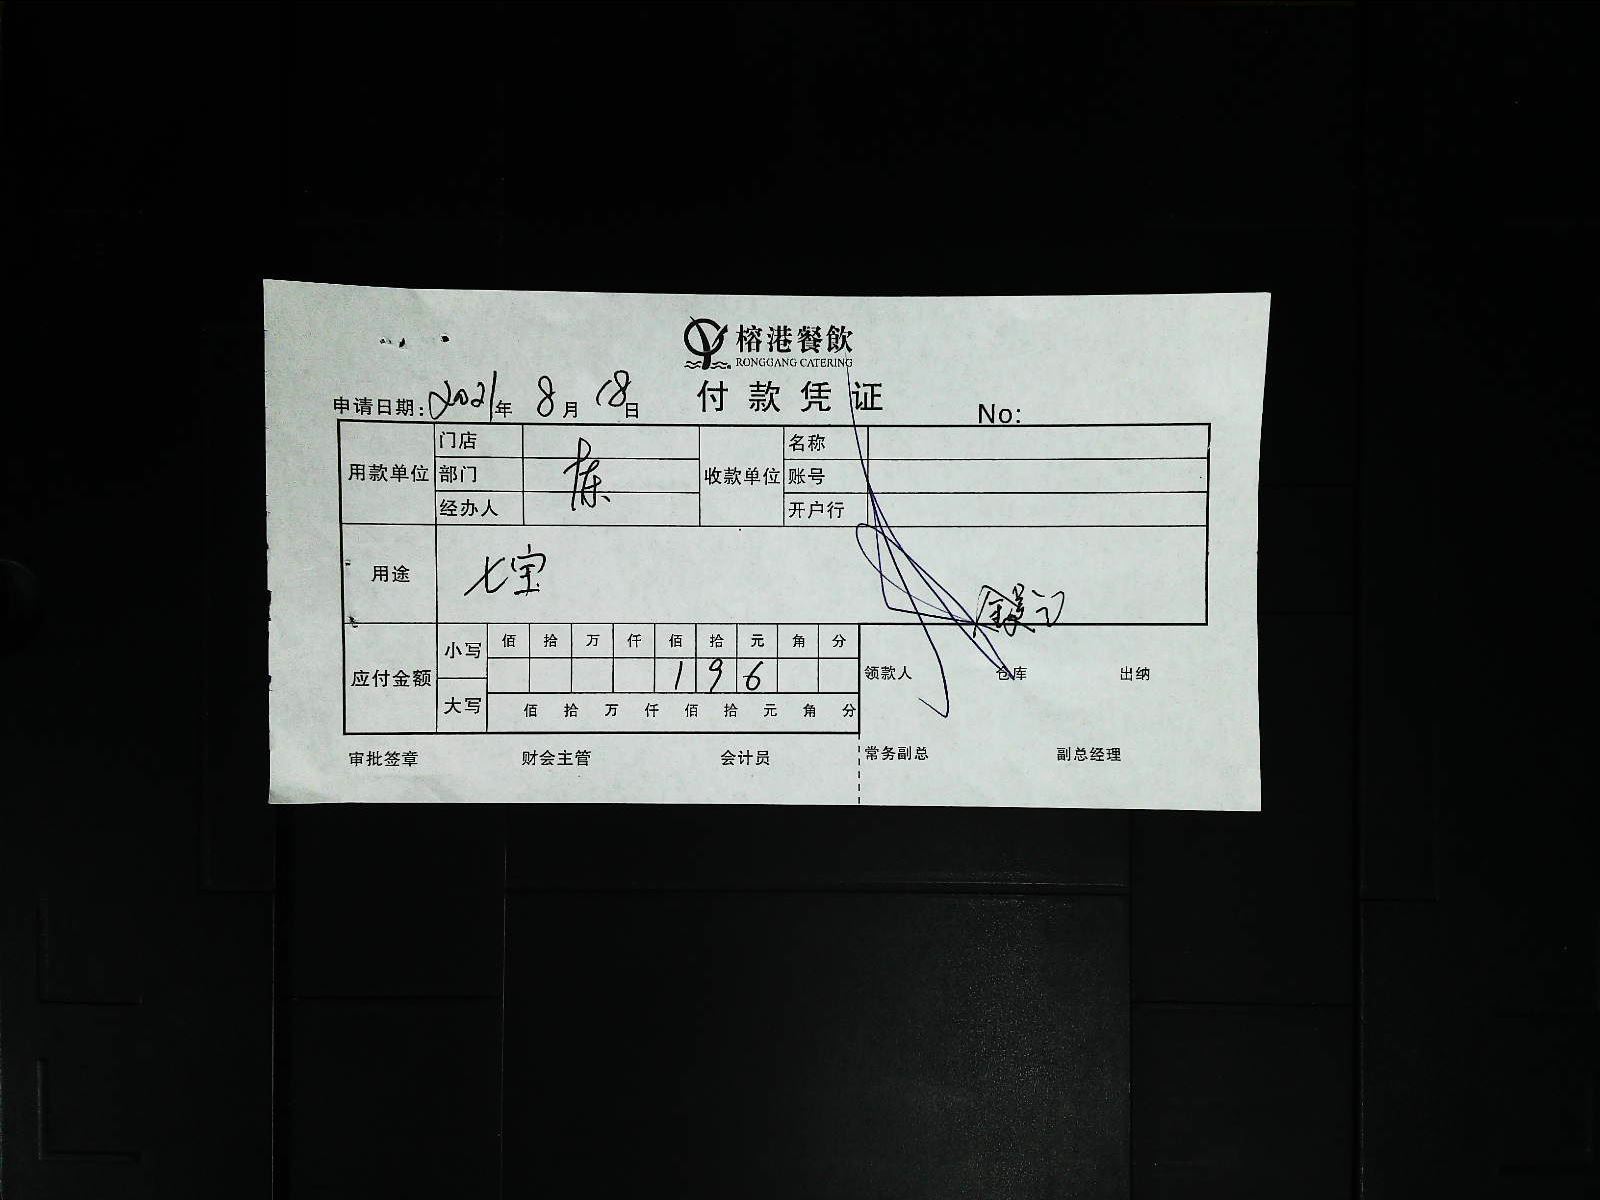 榕港餐飲
RONGGANG CATERING
付款凭证
申请日期：2021年 8月 18日 No:
用款单位 门店 收款单位 名称
部门 栋 账号
经办人 开户行
用途 七宝
应付金额 小写 佰 拾 万 仟 佰 拾 元 角 分
1 9 6
领款人 仓库 出纳
大写 佰 拾 万 仟 佰 拾 元 角 分
审批签章 财会主管 会计员 常务副总 副总经理